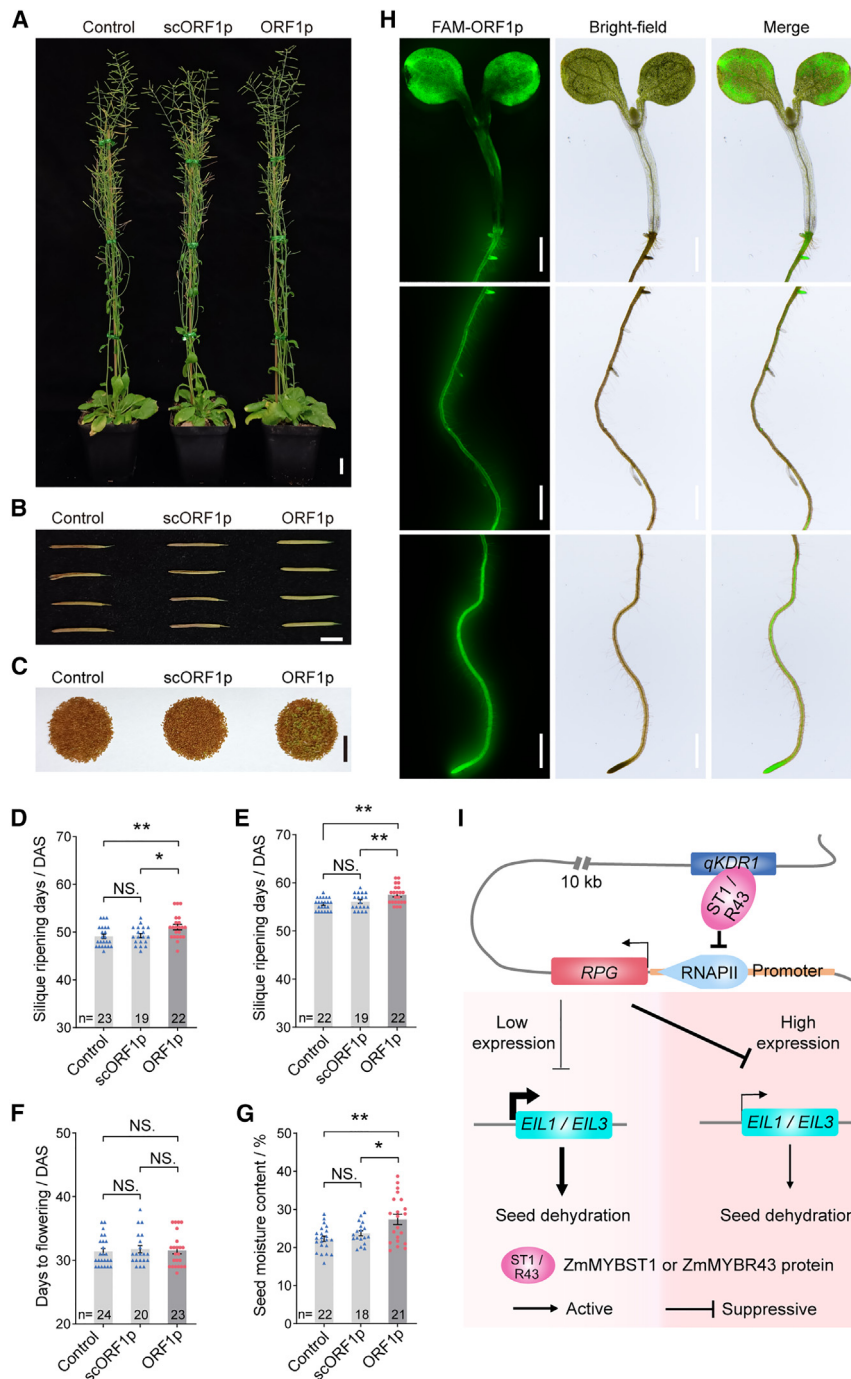 A
Control scORF1p ORF1p
B
Control scORF1p ORF1p
C
Control scORF1p ORF1p
D
Silique ripening days / DAS
70
60
50
40
30
** 
*
NS.
n= 23 19 22
Control scORF1p ORF1p
E
Silique ripening days / DAS
70
60
50
40
30
**
**
NS.
n= 22 19 22
Control scORF1p ORF1p
F
Days to flowering / DAS
50
40
30
20
NS.
NS.
NS.
n= 24 20 23
Control scORF1p ORF1p
G
Seed moisture content / %
50
40
30
20
10
0
**
*
NS.
n= 22 18 21
Control scORF1p ORF1p
H
FAM-ORF1p Bright-field Merge
I
qKDR1
10 kb
ST1 /
R43
RPG RNAPII Promoter
Low
expression
High
expression
EIL1 / EIL3 EIL1 / EIL3
Seed dehydration Seed dehydration
ST1 /
R43
ZmMYBST1 or ZmMYBR43 protein
Active Suppressive